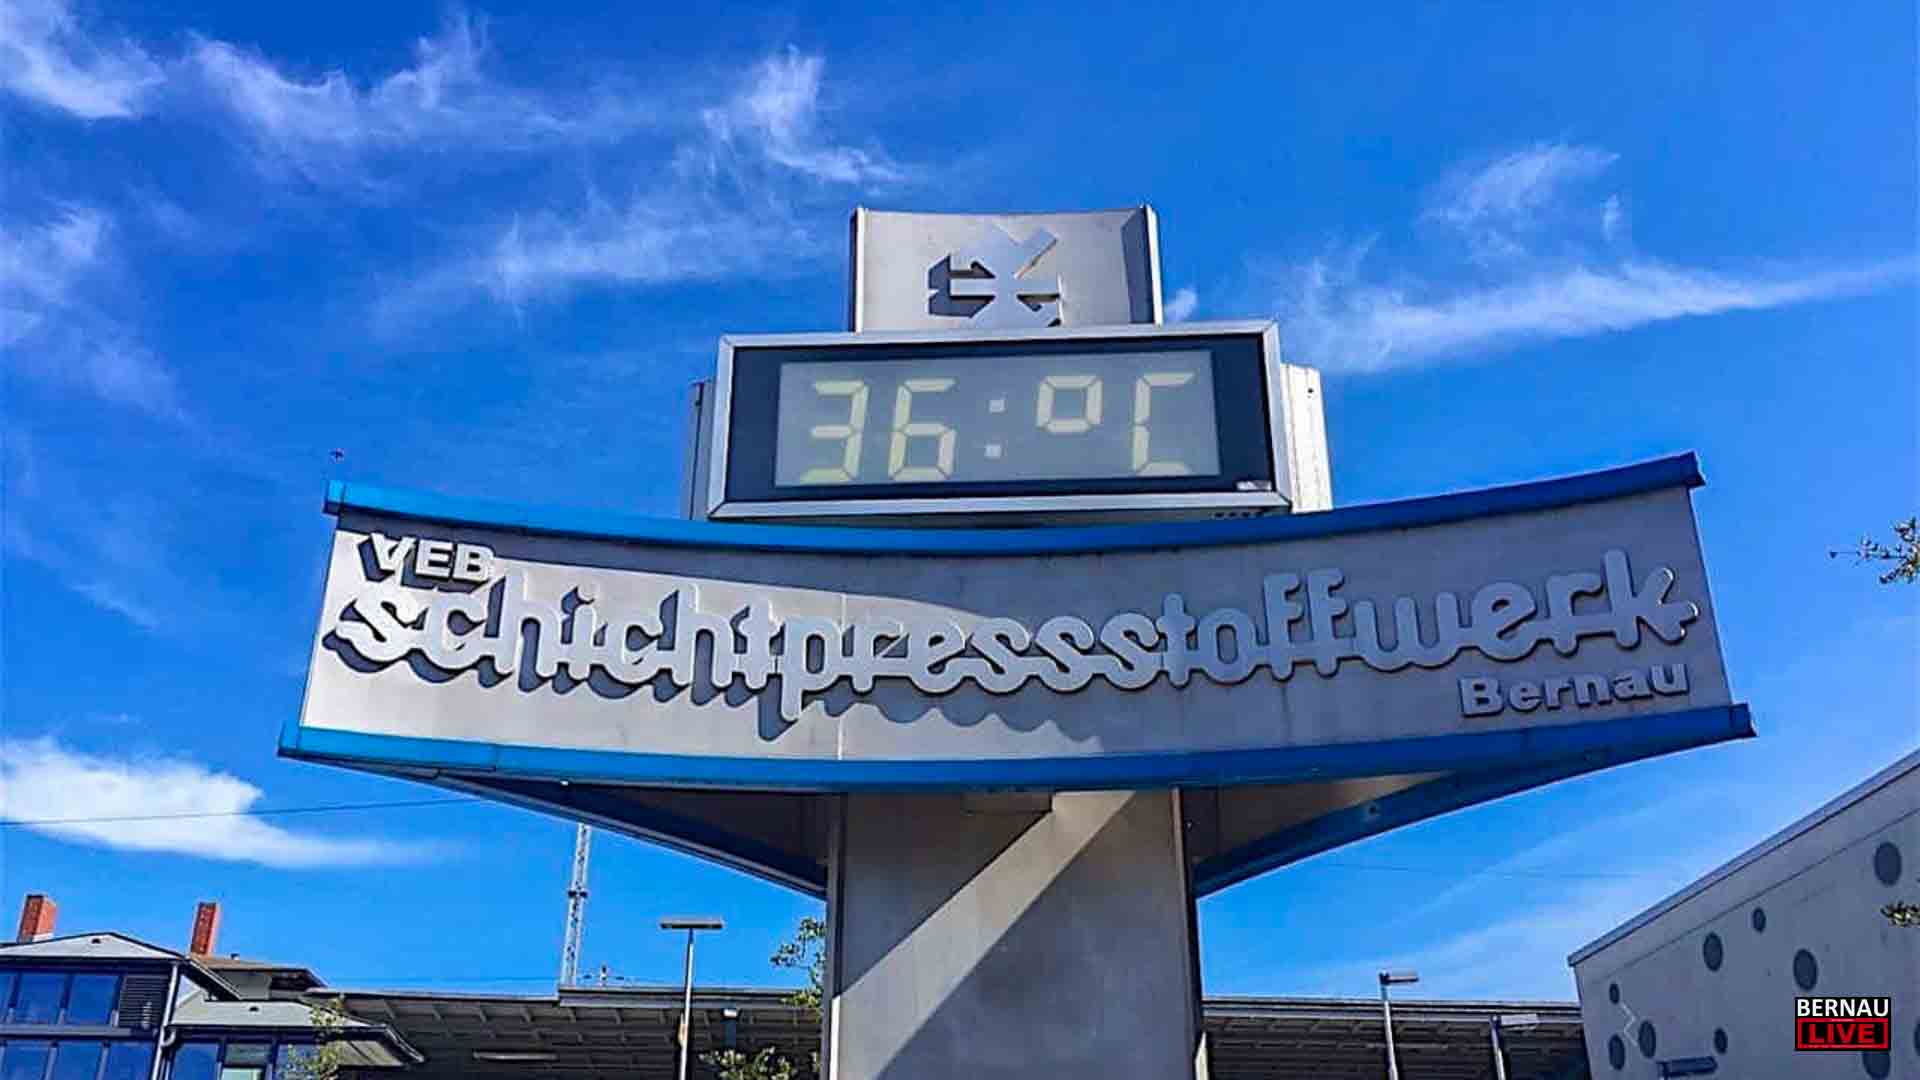 36:°C
VEB
schichtpressstoffwerk
Bernau
BERNAU
LIVE